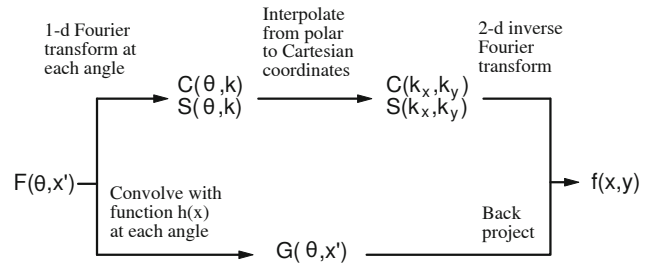 1-d Fourier
transform at
each angle
Interpolate
from polar
to Cartesian
coordinates
2-d inverse
Fourier
transform
C(θ,k)
S(θ,k)
C(kx,ky)
S(kx,ky)
F(θ,x')
f(x,y)
Convolve with
function h(x)
at each angle
G( θ,x')
Back
project